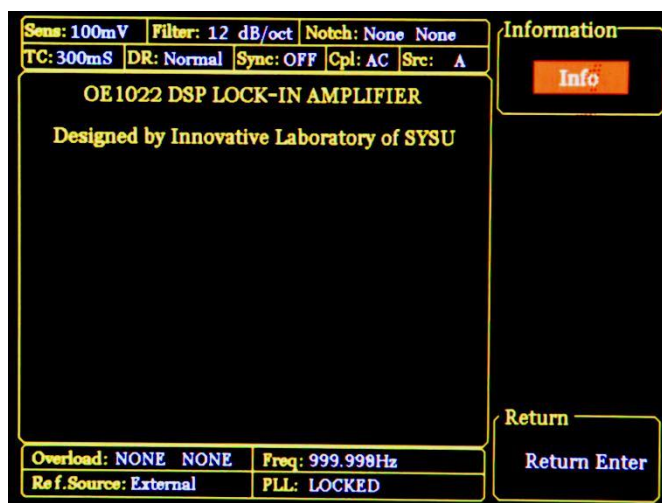 Sens: 100mV Filter: 12 dB/oct Notch: None None
TC: 300mS DR: Normal Sync: OFF Cpl: AC Src: A
OE1022 DSP LOCK-IN AMPLIFIER
Designed by Innovative Laboratory of SYSU
Overload: NONE NONE Freq: 999.998Hz
Ref.Source: External PLL: LOCKED
Information
Info
Return
Return Enter